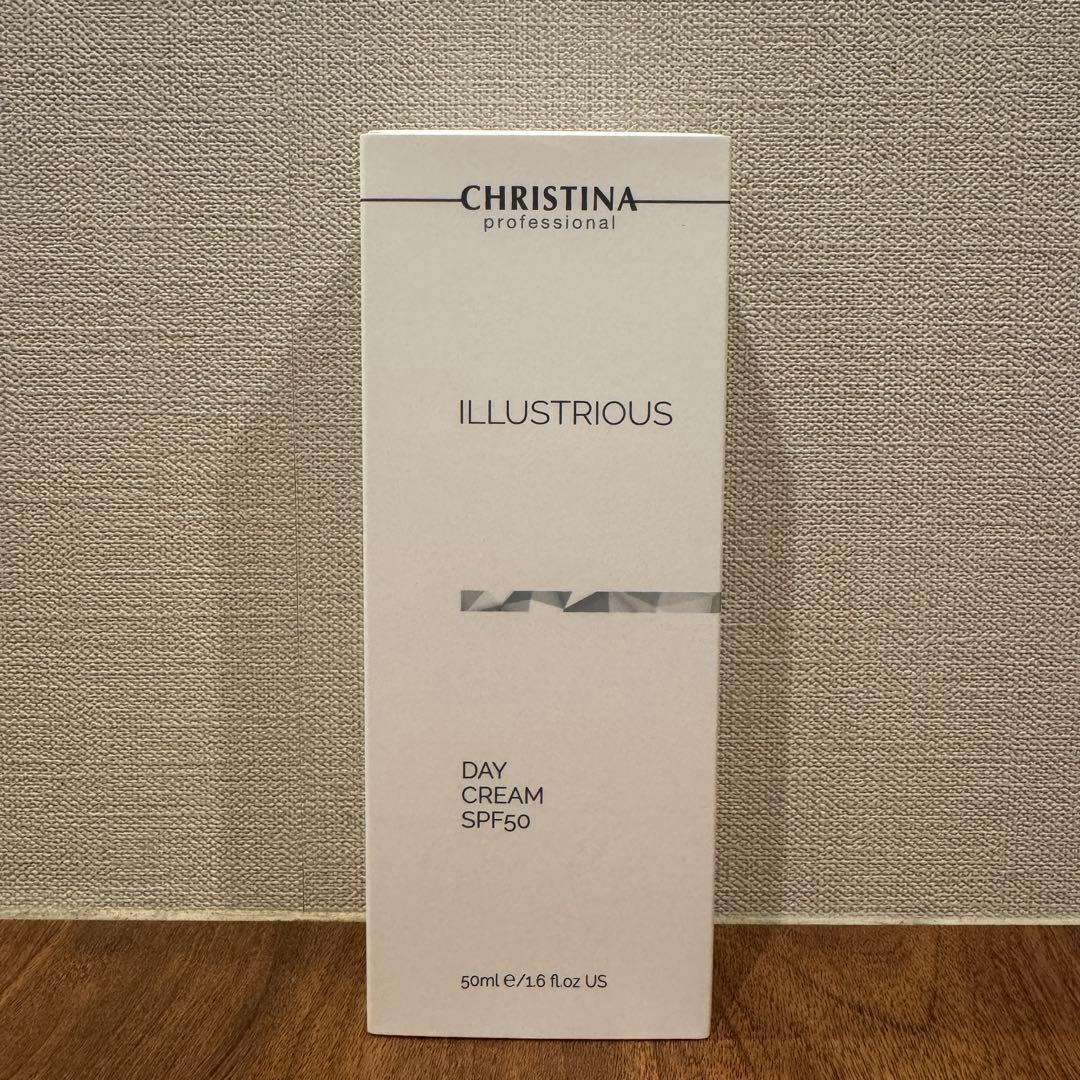 CHRISTINA
professional
ILLUSTRIOUS
DAY
CREAM
SPF50
50ml ℮/1.6 fl.oz US